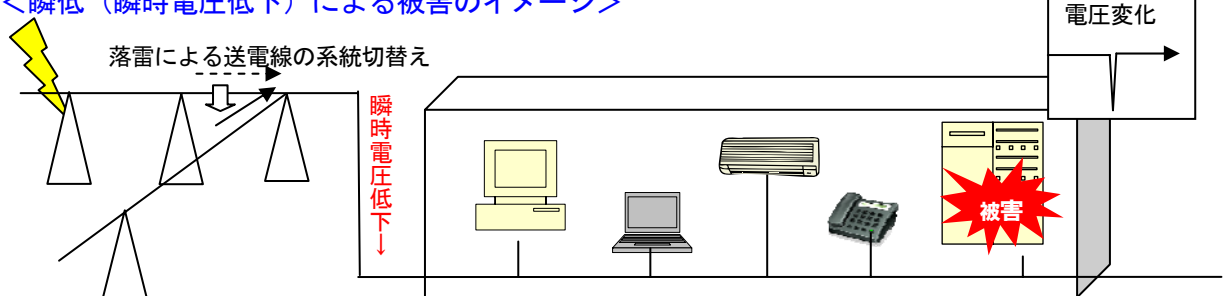 <瞬低（瞬時電圧低下）による被害のイメージ>
電圧変化
落雷による送電線の系統切替え
瞬時電圧低下→
被害